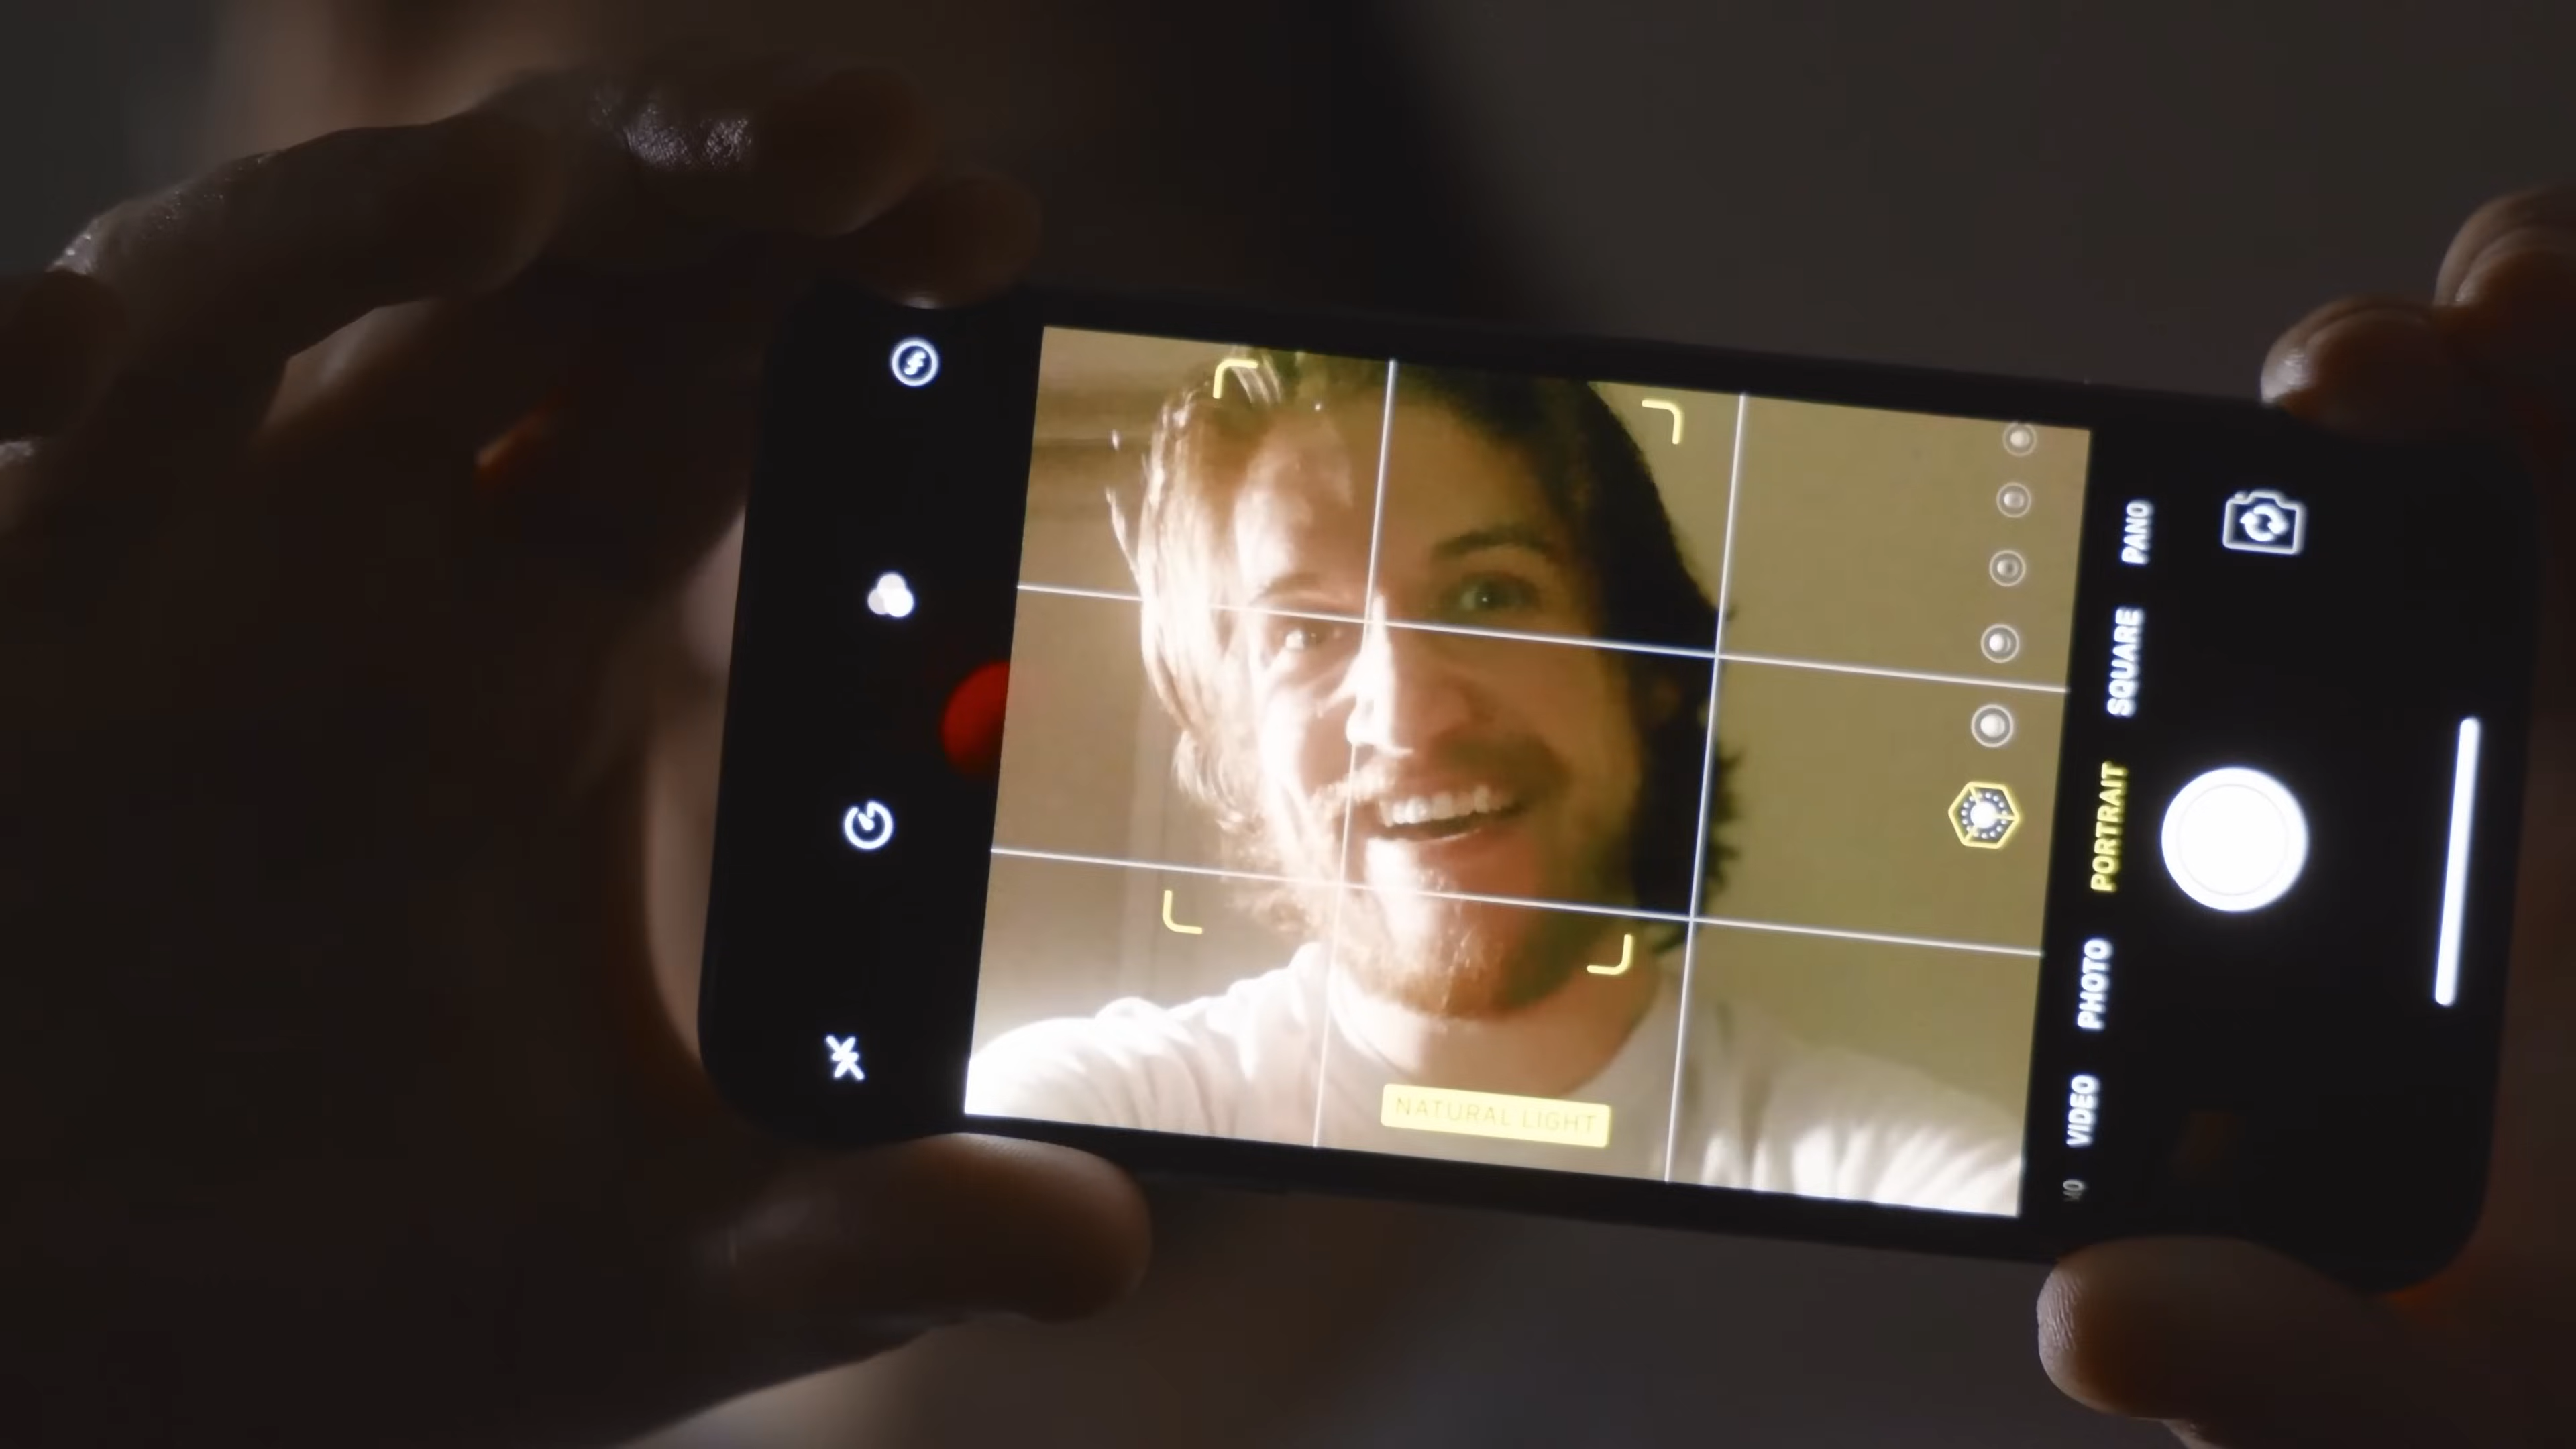 PANO
SQUARE
PORTRAIT
PHOTO
VIDEO
NATURAL LIGHT